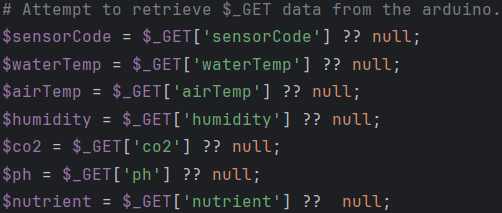 # Attempt to retrieve $_GET data from the arduino.
$sensorCode = $_GET['sensorCode'] ?? null;
$waterTemp = $_GET['waterTemp'] ?? null;
$airTemp = $_GET['airTemp'] ?? null;
$humidity = $_GET['humidity'] ?? null;
$co2 = $_GET['co2'] ?? null;
$ph = $_GET['ph'] ?? null;
$nutrient = $_GET['nutrient'] ??  null;